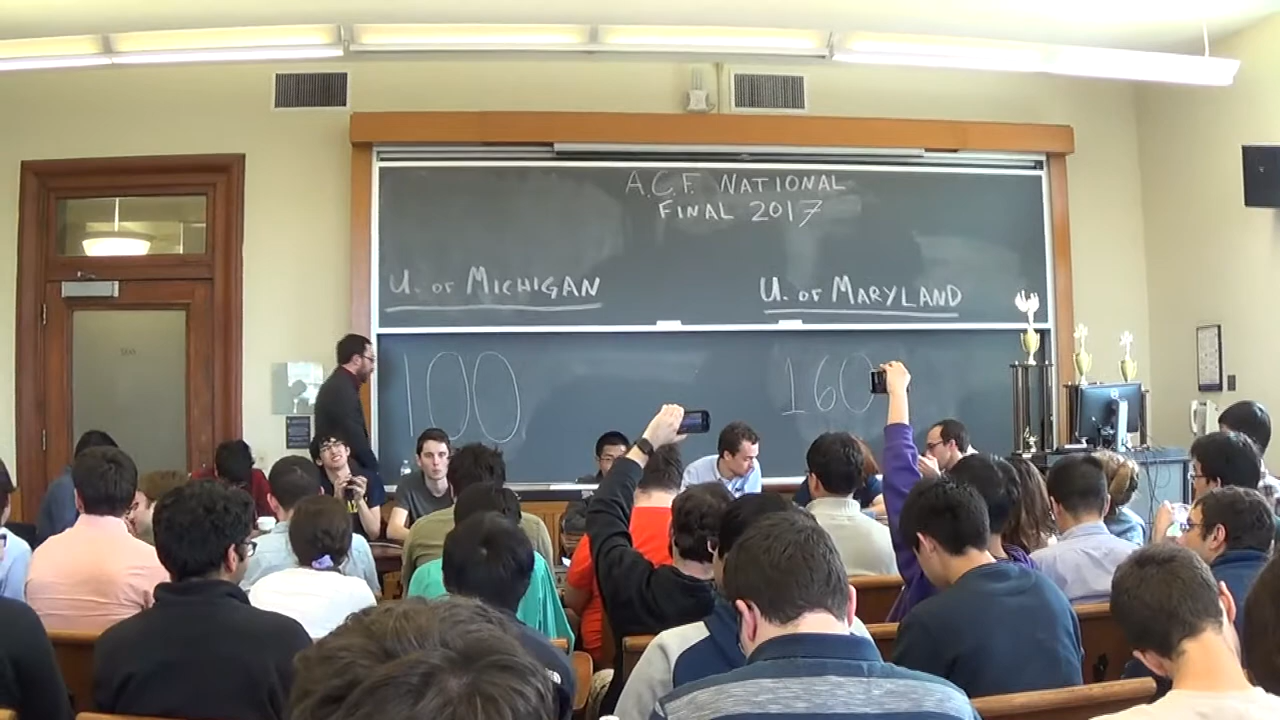 A.C.F. NATIONAL
FINAL 2017
U. OF MICHIGAN
U. OF MARYLAND
100
160